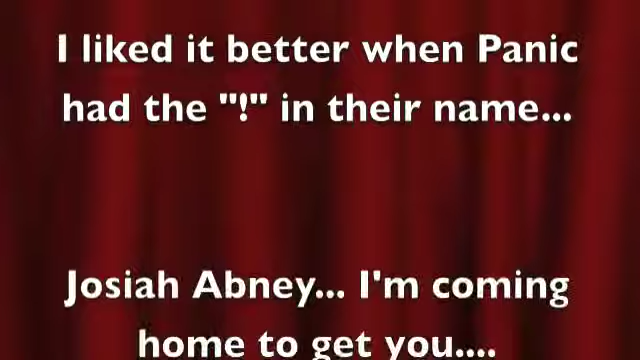 I liked it better when Panic
had the "!" in their name...
Josiah Abney... I'm coming
home to get you....